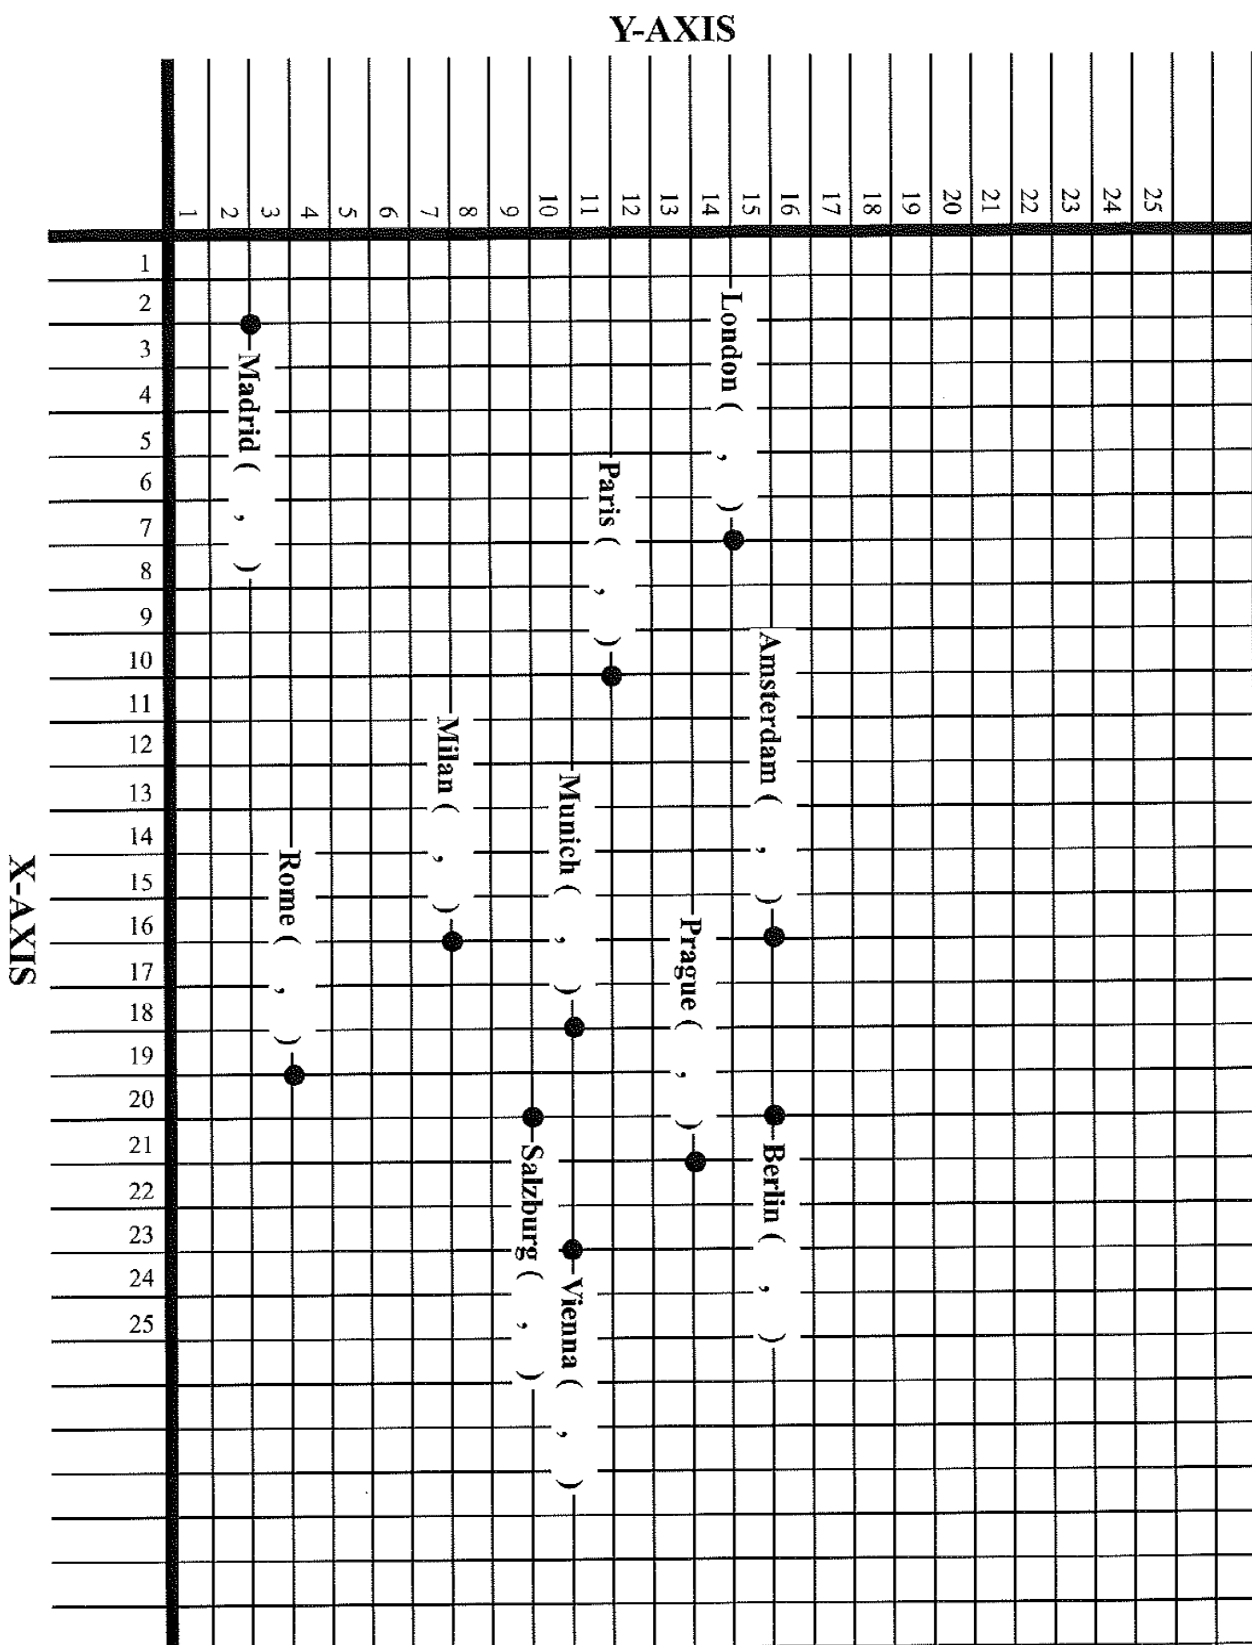 Y-AXIS
1 2 3 4 5 6 7 8 9 10 11 12 13 14 15 16 17 18 19 20 21 22 23 24 25
1
2
3
4
5
6
7
8
9
10
11
12
13
14
15
16
17
18
19
20
21
22
23
24
25
X-AXIS
London ( , )
Madrid ( , )
Paris ( , )
Amsterdam ( , )
Milan ( , )
Munich ( , )
Rome ( , )
Prague ( , )
Berlin ( , )
Salzburg ( , )
Vienna ( , )